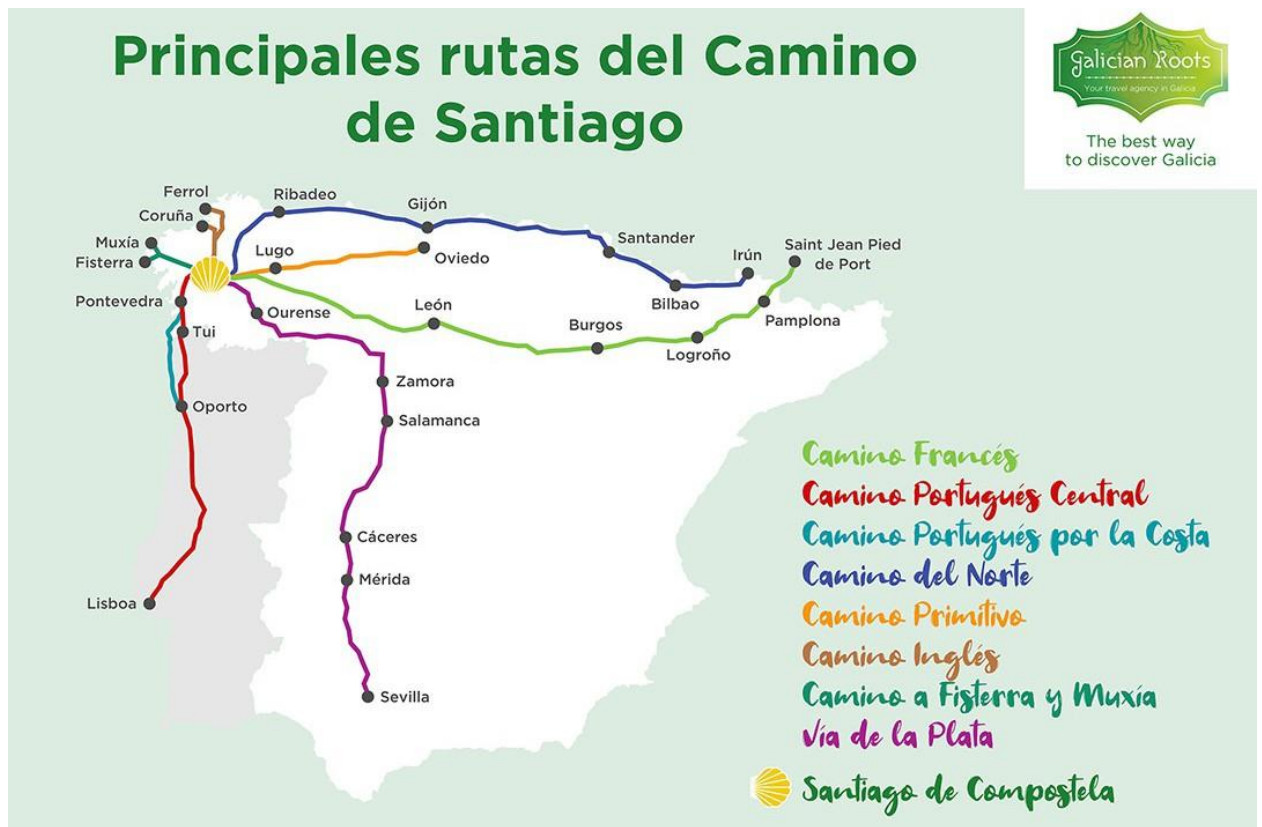 Principales rutas del Camino
de Santiago
Galician Roots
Your travel agency in Galicia
The best way
to discover Galicia
Ferrol
Coruña
Muxía
Fisterra
Ribadeo
Gijón
Lugo
Oviedo
Santander
Bilbao
Irún
Saint Jean Pied
de Port
Pontevedra
Tui
Ourense
León
Burgos
Logroño
Pamplona
Oporto
Zamora
Salamanca
Cáceres
Mérida
Lisboa
Sevilla
Camino Francés
Camino Portugués Central
Camino Portugués por la Costa
Camino del Norte
Camino Primitivo
Camino Inglés
Camino a Fisterra y Muxía
Vía de la Plata
Santiago de Compostela